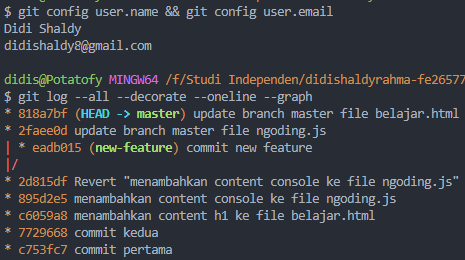 $ git config user.name && git config user.email
Didi Shaldy
didishaldy8@gmail.com
didis@Potatofy MINGW64 /f/Studi Independen/didishaldyrahma-fe26577
$ git log --all --decorate --oneline --graph
* 818a7bf (HEAD -> master) update branch master file belajar.html
* 2faee0d update branch master file ngoding.js
| * eadb015 (new-feature) commit new feature
|/
* 2d815df Revert "menambahkan content console ke file ngoding.js"
* 895d2e5 menambahkan content console ke file ngoding.js
* c6059a8 menambahkan content h1 ke file belajar.html
* 7729668 commit kedua
* c753fc7 commit pertama